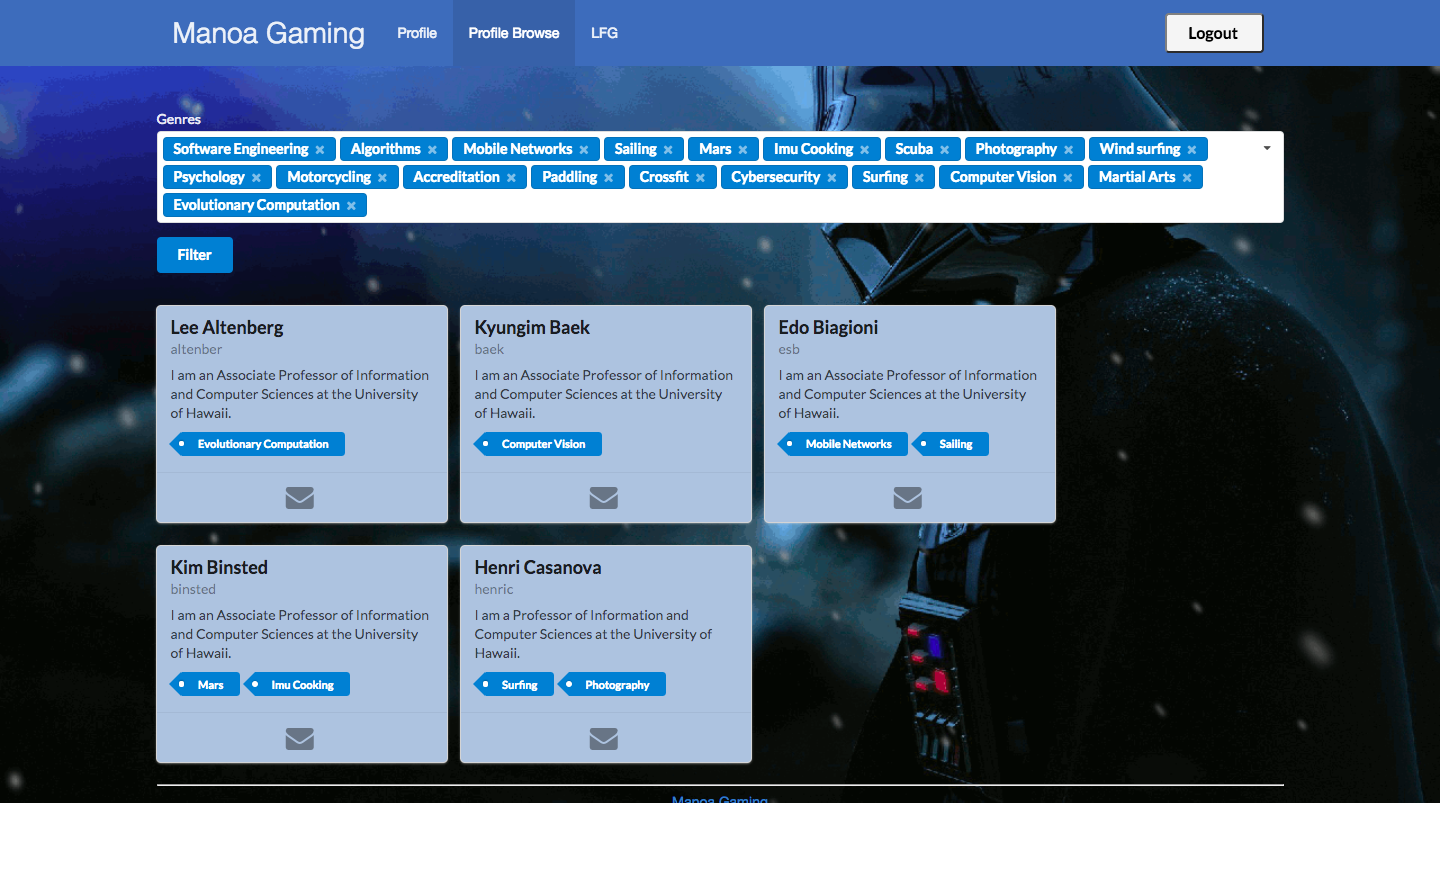 Manoa Gaming Profile Profile Browse LFG Logout
Genres
Software Engineering × Algorithms × Mobile Networks × Sailing × Mars × Imu Cooking × Scuba × Photography × Wind surfing ×
Psychology × Motorcycling × Accreditation × Paddling × Crossfit × Cybersecurity × Surfing × Computer Vision × Martial Arts ×
Evolutionary Computation ×
Filter
Lee Altenberg
altenber
I am an Associate Professor of Information
and Computer Sciences at the University
of Hawaii.
Evolutionary Computation
Kyungim Baek
baek
I am an Associate Professor of Information
and Computer Sciences at the University
of Hawaii.
Computer Vision
Edo Biagioni
esb
I am an Associate Professor of Information
and Computer Sciences at the University
of Hawaii.
Mobile Networks Sailing
Kim Binsted
binsted
I am an Associate Professor of Information
and Computer Sciences at the University
of Hawaii.
Mars Imu Cooking
Henri Casanova
henric
I am a Professor of Information and
Computer Sciences at the University of
Hawaii.
Surfing Photography
Manoa Gaming